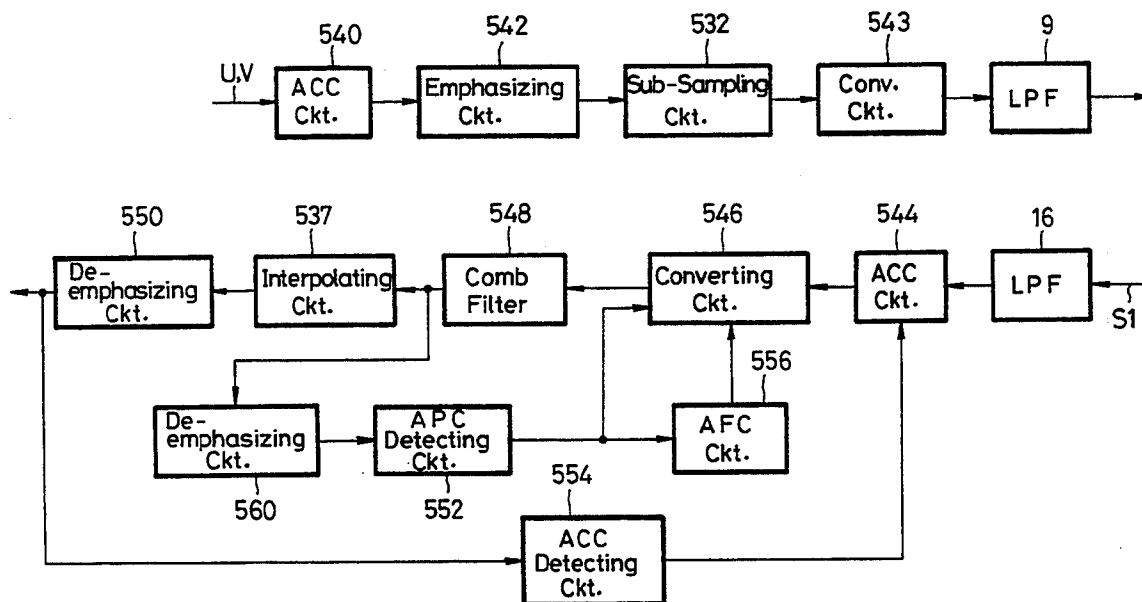 540
542
532
543
9
U,V
ACC
Ckt.
Emphasizing
Ckt.
Sub-Sampling
Ckt.
Conv.
Ckt.
LPF
550
537
548
546
544
16
De-
emphasizing
Ckt.
Interpolating
Ckt.
Comb
Filter
Converting
Ckt.
ACC
Ckt.
LPF
S1
556
De-
emphasizing
Ckt.
APC
Detecting
Ckt.
AFC
Ckt.
560
552
554
ACC
Detecting
Ckt.